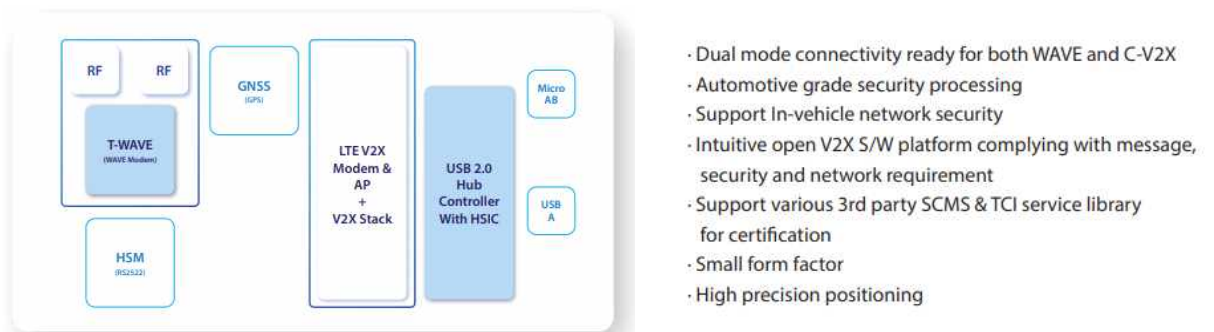 RF
RF
T-WAVE
(WAVE Modem)
GNSS
(GPS)
HSM
(RS2522)
LTE V2X
Modem &
AP
+
V2X Stack
USB 2.0
Hub
Controller
With HSIC
Micro
AB
USB
A
· Dual mode connectivity ready for both WAVE and C-V2X
· Automotive grade security processing
· Support In-vehicle network security
· Intuitive open V2X S/W platform complying with message,
security and network requirement
· Support various 3rd party SCMS & TCI service library
for certification
· Small form factor
· High precision positioning